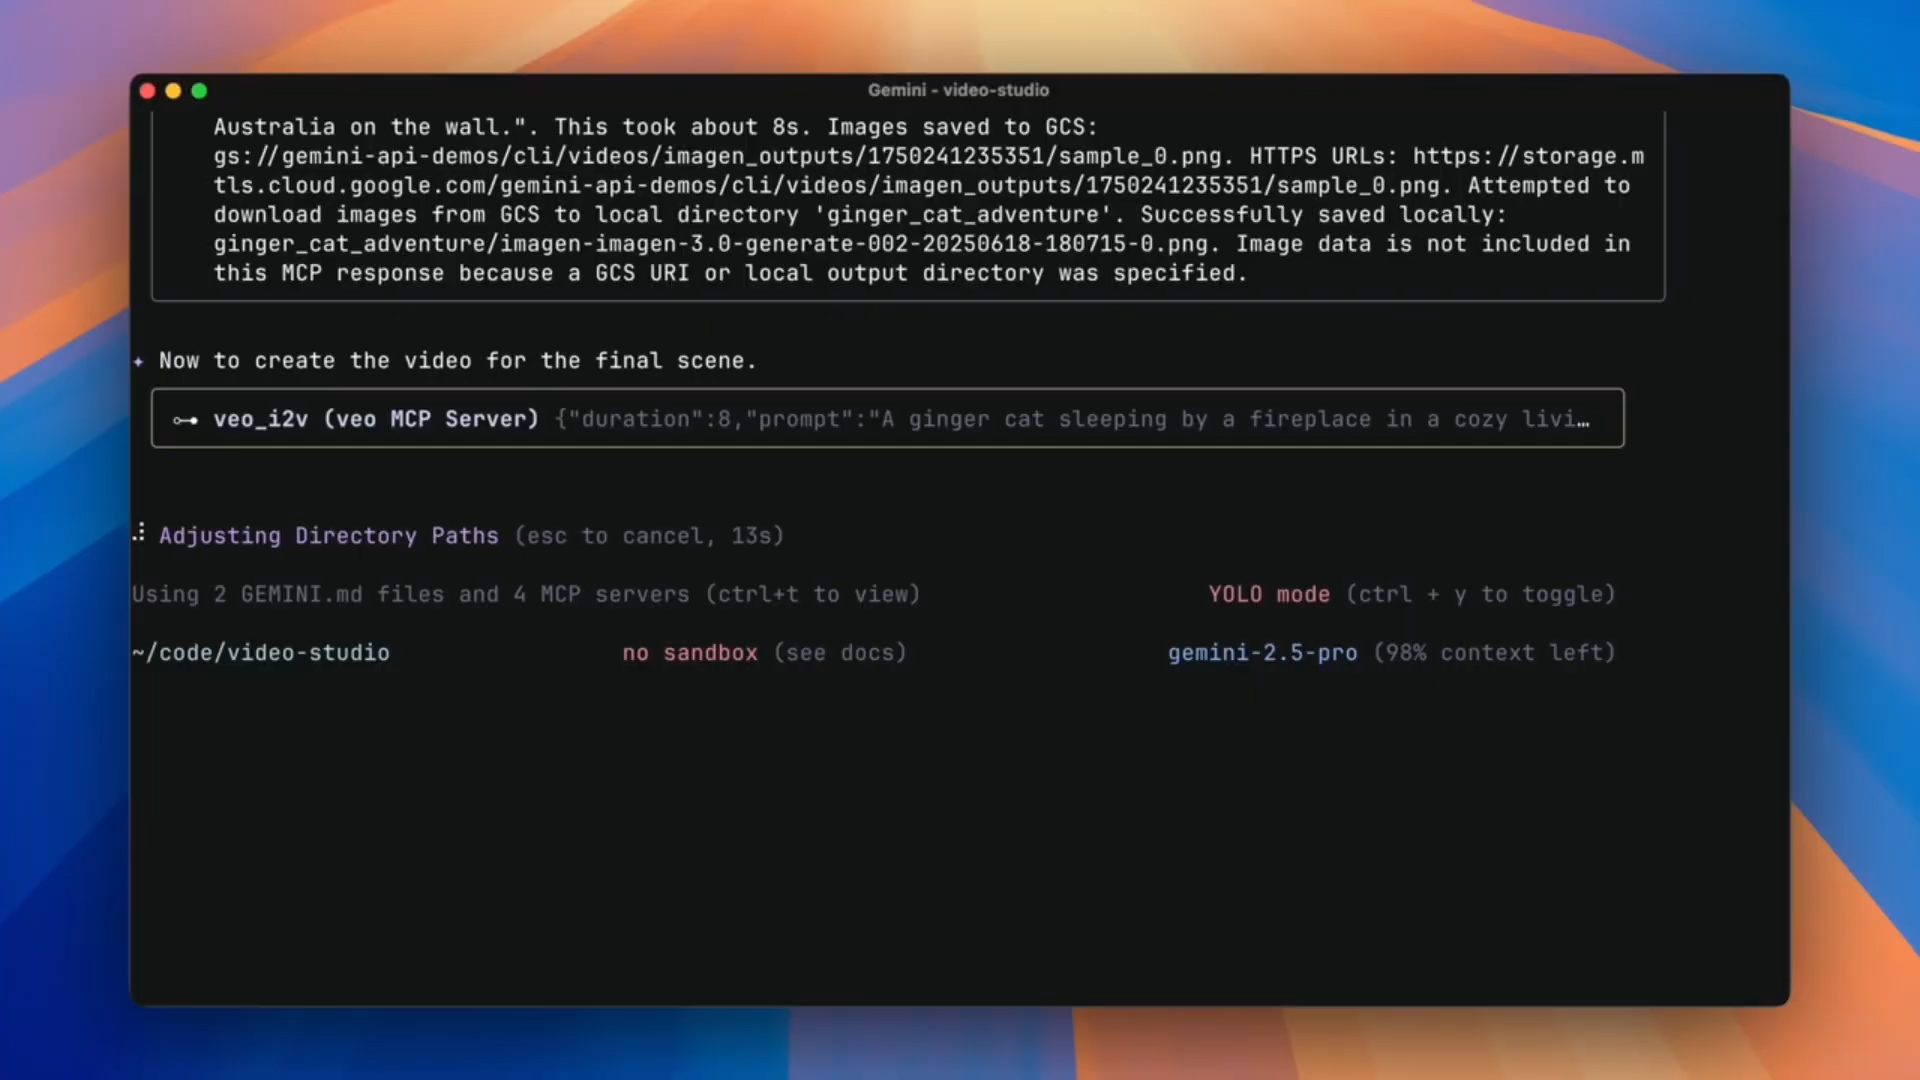 Gemini - video-studio
Australia on the wall.". This took about 8s. Images saved to GCS:
gs://gemini-api-demos/cli/videos/imagen_outputs/1750241235351/sample_0.png. HTTPS URLs: https://storage.m
tls.cloud.google.com/gemini-api-demos/cli/videos/imagen_outputs/1750241235351/sample_0.png. Attempted to
download images from GCS to local directory 'ginger_cat_adventure'. Successfully saved locally:
ginger_cat_adventure/imagen-imagen-3.0-generate-002-20250618-180715-0.png. Image data is not included in
this MCP response because a GCS URI or local output directory was specified.
✦ Now to create the video for the final scene.
veo_i2v (veo MCP Server) {"duration":8,"prompt":"A ginger cat sleeping by a fireplace in a cozy livi…
Adjusting Directory Paths (esc to cancel, 13s)
Using 2 GEMINI.md files and 4 MCP servers (ctrl+t to view) YOLO mode (ctrl + y to toggle)
~/code/video-studio no sandbox (see docs) gemini-2.5-pro (98% context left)